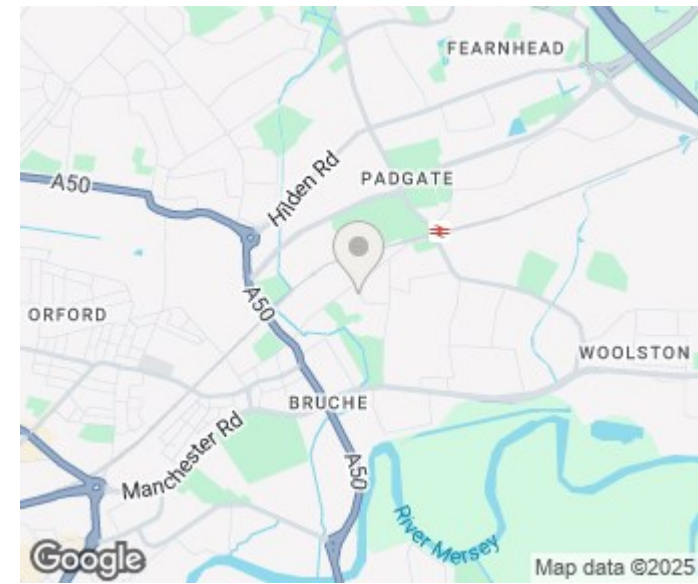 FEARNHEAD
Hilden Rd
PADGATE
A50
A50
ORFORD
WOOLSTON
BRUCHE
Manchester Rd
A50
River Mersey
Google
Map data ©2025